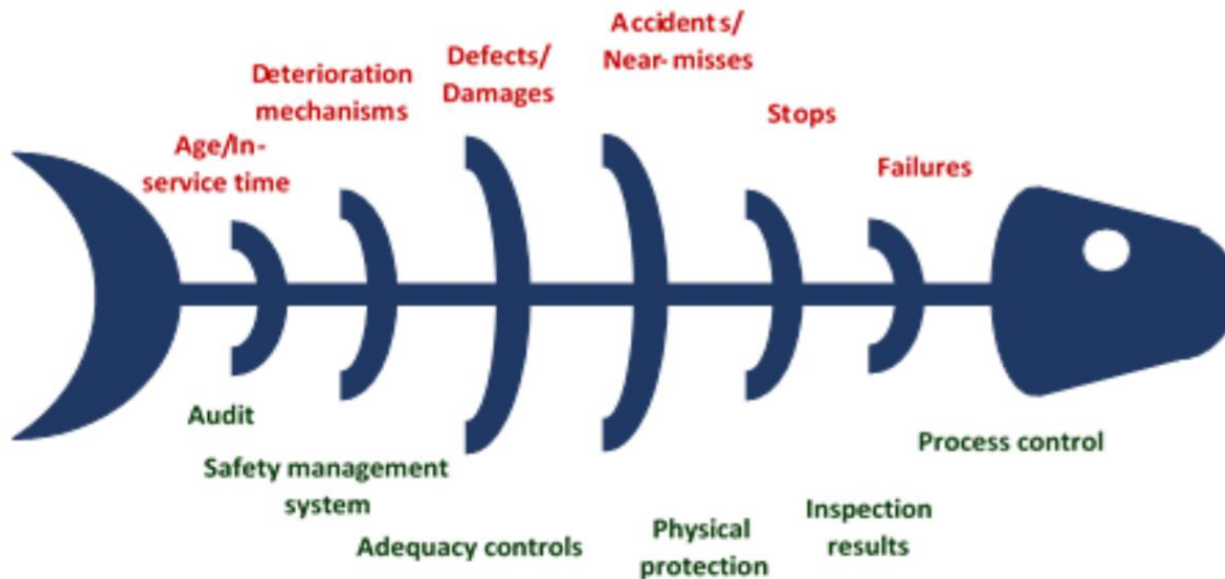 Accidents/
Near-misses
Defects/
Damages
Deterioration
mechanisms
Stops
Age/In-
service time
Failures
Audit
Safety management
system
Adequacy controls
Physical
protection
Inspection
results
Process control